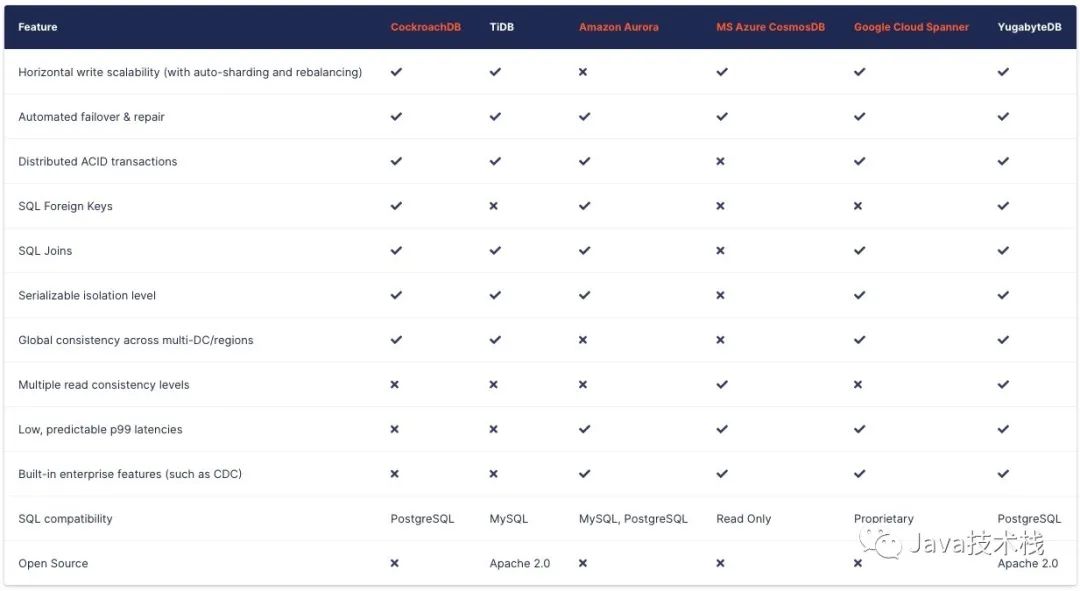 Feature CockroachDB TiDB Amazon Aurora MS Azure CosmosDB Google Cloud Spanner YugabyteDB
Horizontal write scalability (with auto-sharding and rebalancing) ✔ ✔ ✖ ✔ ✔ ✔
Automated failover & repair ✔ ✔ ✔ ✔ ✔ ✔
Distributed ACID transactions ✔ ✔ ✔ ✖ ✔ ✔
SQL Foreign Keys ✔ ✖ ✔ ✖ ✖ ✔
SQL Joins ✔ ✔ ✔ ✖ ✔ ✔
Serializable isolation level ✔ ✔ ✔ ✖ ✔ ✔
Global consistency across multi-DC/regions ✔ ✔ ✖ ✖ ✔ ✔
Multiple read consistency levels ✖ ✖ ✖ ✔ ✖ ✔
Low, predictable p99 latencies ✖ ✖ ✔ ✔ ✔ ✔
Built-in enterprise features (such as CDC) ✖ ✖ ✔ ✔ ✔ ✔
SQL compatibility PostgreSQL MySQL MySQL, PostgreSQL Read Only Proprietary PostgreSQL
Open Source ✖ Apache 2.0 ✖ ✖ ✖ Apache 2.0
Java技术栈